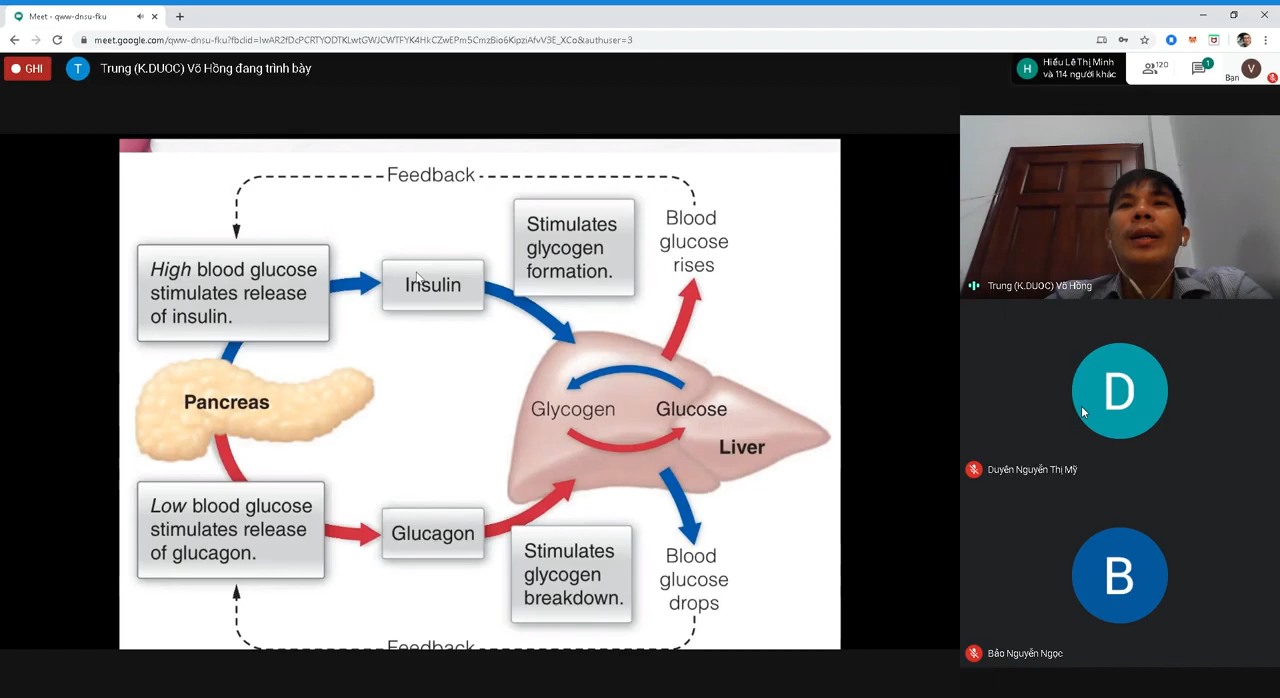 Meet - qww-dnsu-fku
meet.google.com/qww-dnsu-fku?fbclid=IwAR2fDcPCRTYODTKLwtGWJCWTFYK4HkCZwEPm5CmzBio6KipziAfvV3E_XCo&authuser=3
GHI
T
Trung (K.DUOC) Võ Hồng đang trình bày
H
Hiếu Lê Thị Minh
và 114 người khác
120
1
Bạn
V
Feedback
High blood glucose
stimulates release
of insulin.
Insulin
Stimulates
glycogen
formation.
Blood
glucose
rises
Pancreas
Glycogen
Glucose
Liver
Low blood glucose
stimulates release
of glucagon.
Glucagon
Stimulates
glycogen
breakdown.
Blood
glucose
drops
Feedback
Trung (K.DUOC) Võ Hồng
D
Duyên Nguyễn Thị Mỹ
B
Bảo Nguyễn Ngọc